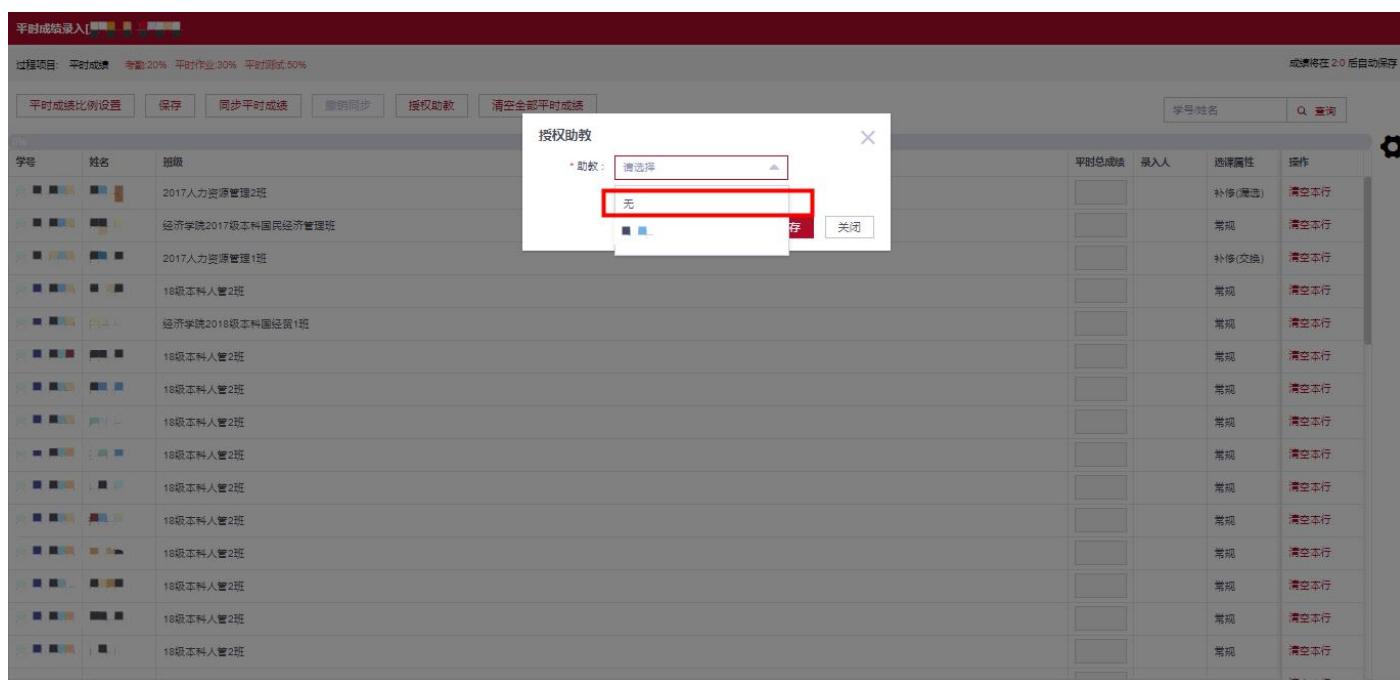 平时成绩录入[
过程项目: 平时成绩 考勤:20% 平时作业:30% 平时测试:50% 成绩将在 2:0 后自动保存
平时成绩比例设置 保存 同步平时成绩 撤销同步 授权助教 清空全部平时成绩 学号/姓名 查询
授权助教
* 助教: 请选择
无
存 关闭
学号 姓名 班级 平时总成绩 录入人 选课属性 操作
2017人力资源管理2班 补修(漏选) 清空本行
经济学院2017级本科国民经济管理班 常规 清空本行
2017人力资源管理1班 补修(交换) 清空本行
18级本科人管2班 常规 清空本行
经济学院2018级本科国经贸1班 常规 清空本行
18级本科人管2班 常规 清空本行
18级本科人管2班 常规 清空本行
18级本科人管2班 常规 清空本行
18级本科人管2班 常规 清空本行
18级本科人管2班 常规 清空本行
18级本科人管2班 常规 清空本行
18级本科人管2班 常规 清空本行
18级本科人管2班 常规 清空本行
18级本科人管2班 常规 清空本行
18级本科人管2班 常规 清空本行